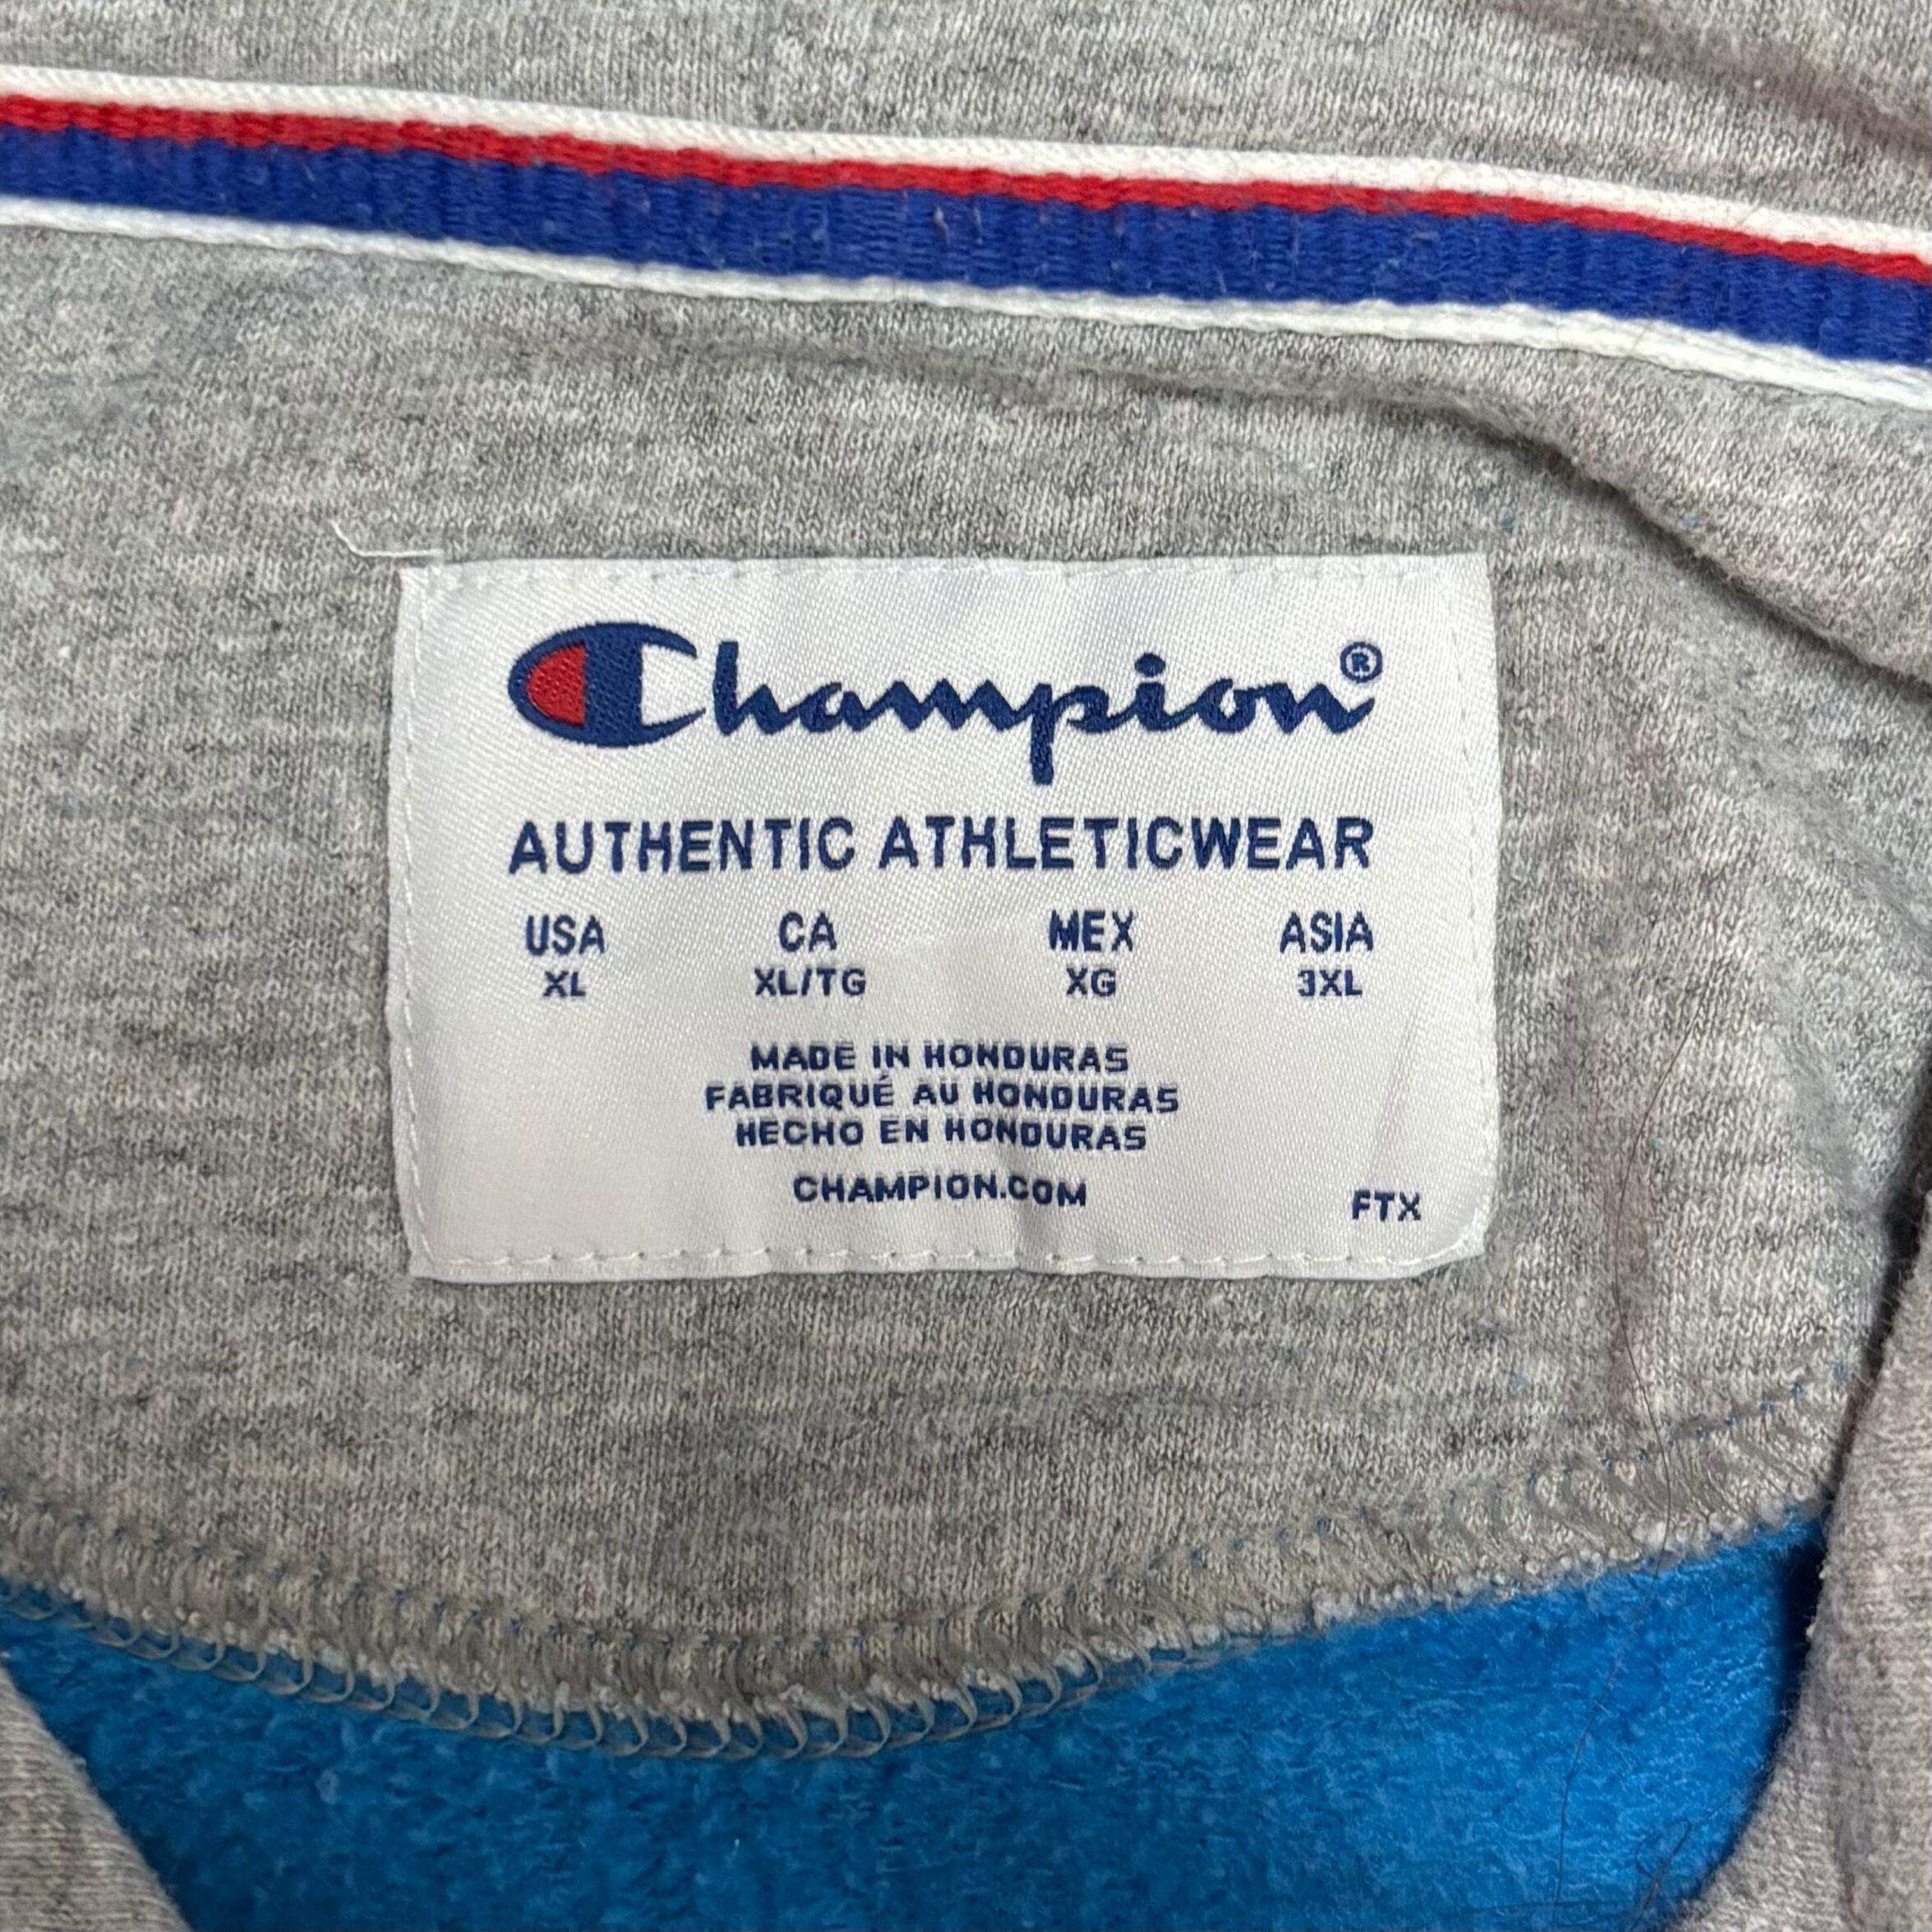 Champion®
AUTHENTIC ATHLETICWEAR
USA CA MEX ASIA
XL XL/TG XG 3XL
MADE IN HONDURAS
FABRIQUÉ AU HONDURAS
HECHO EN HONDURAS
CHAMPION.COM
FTX